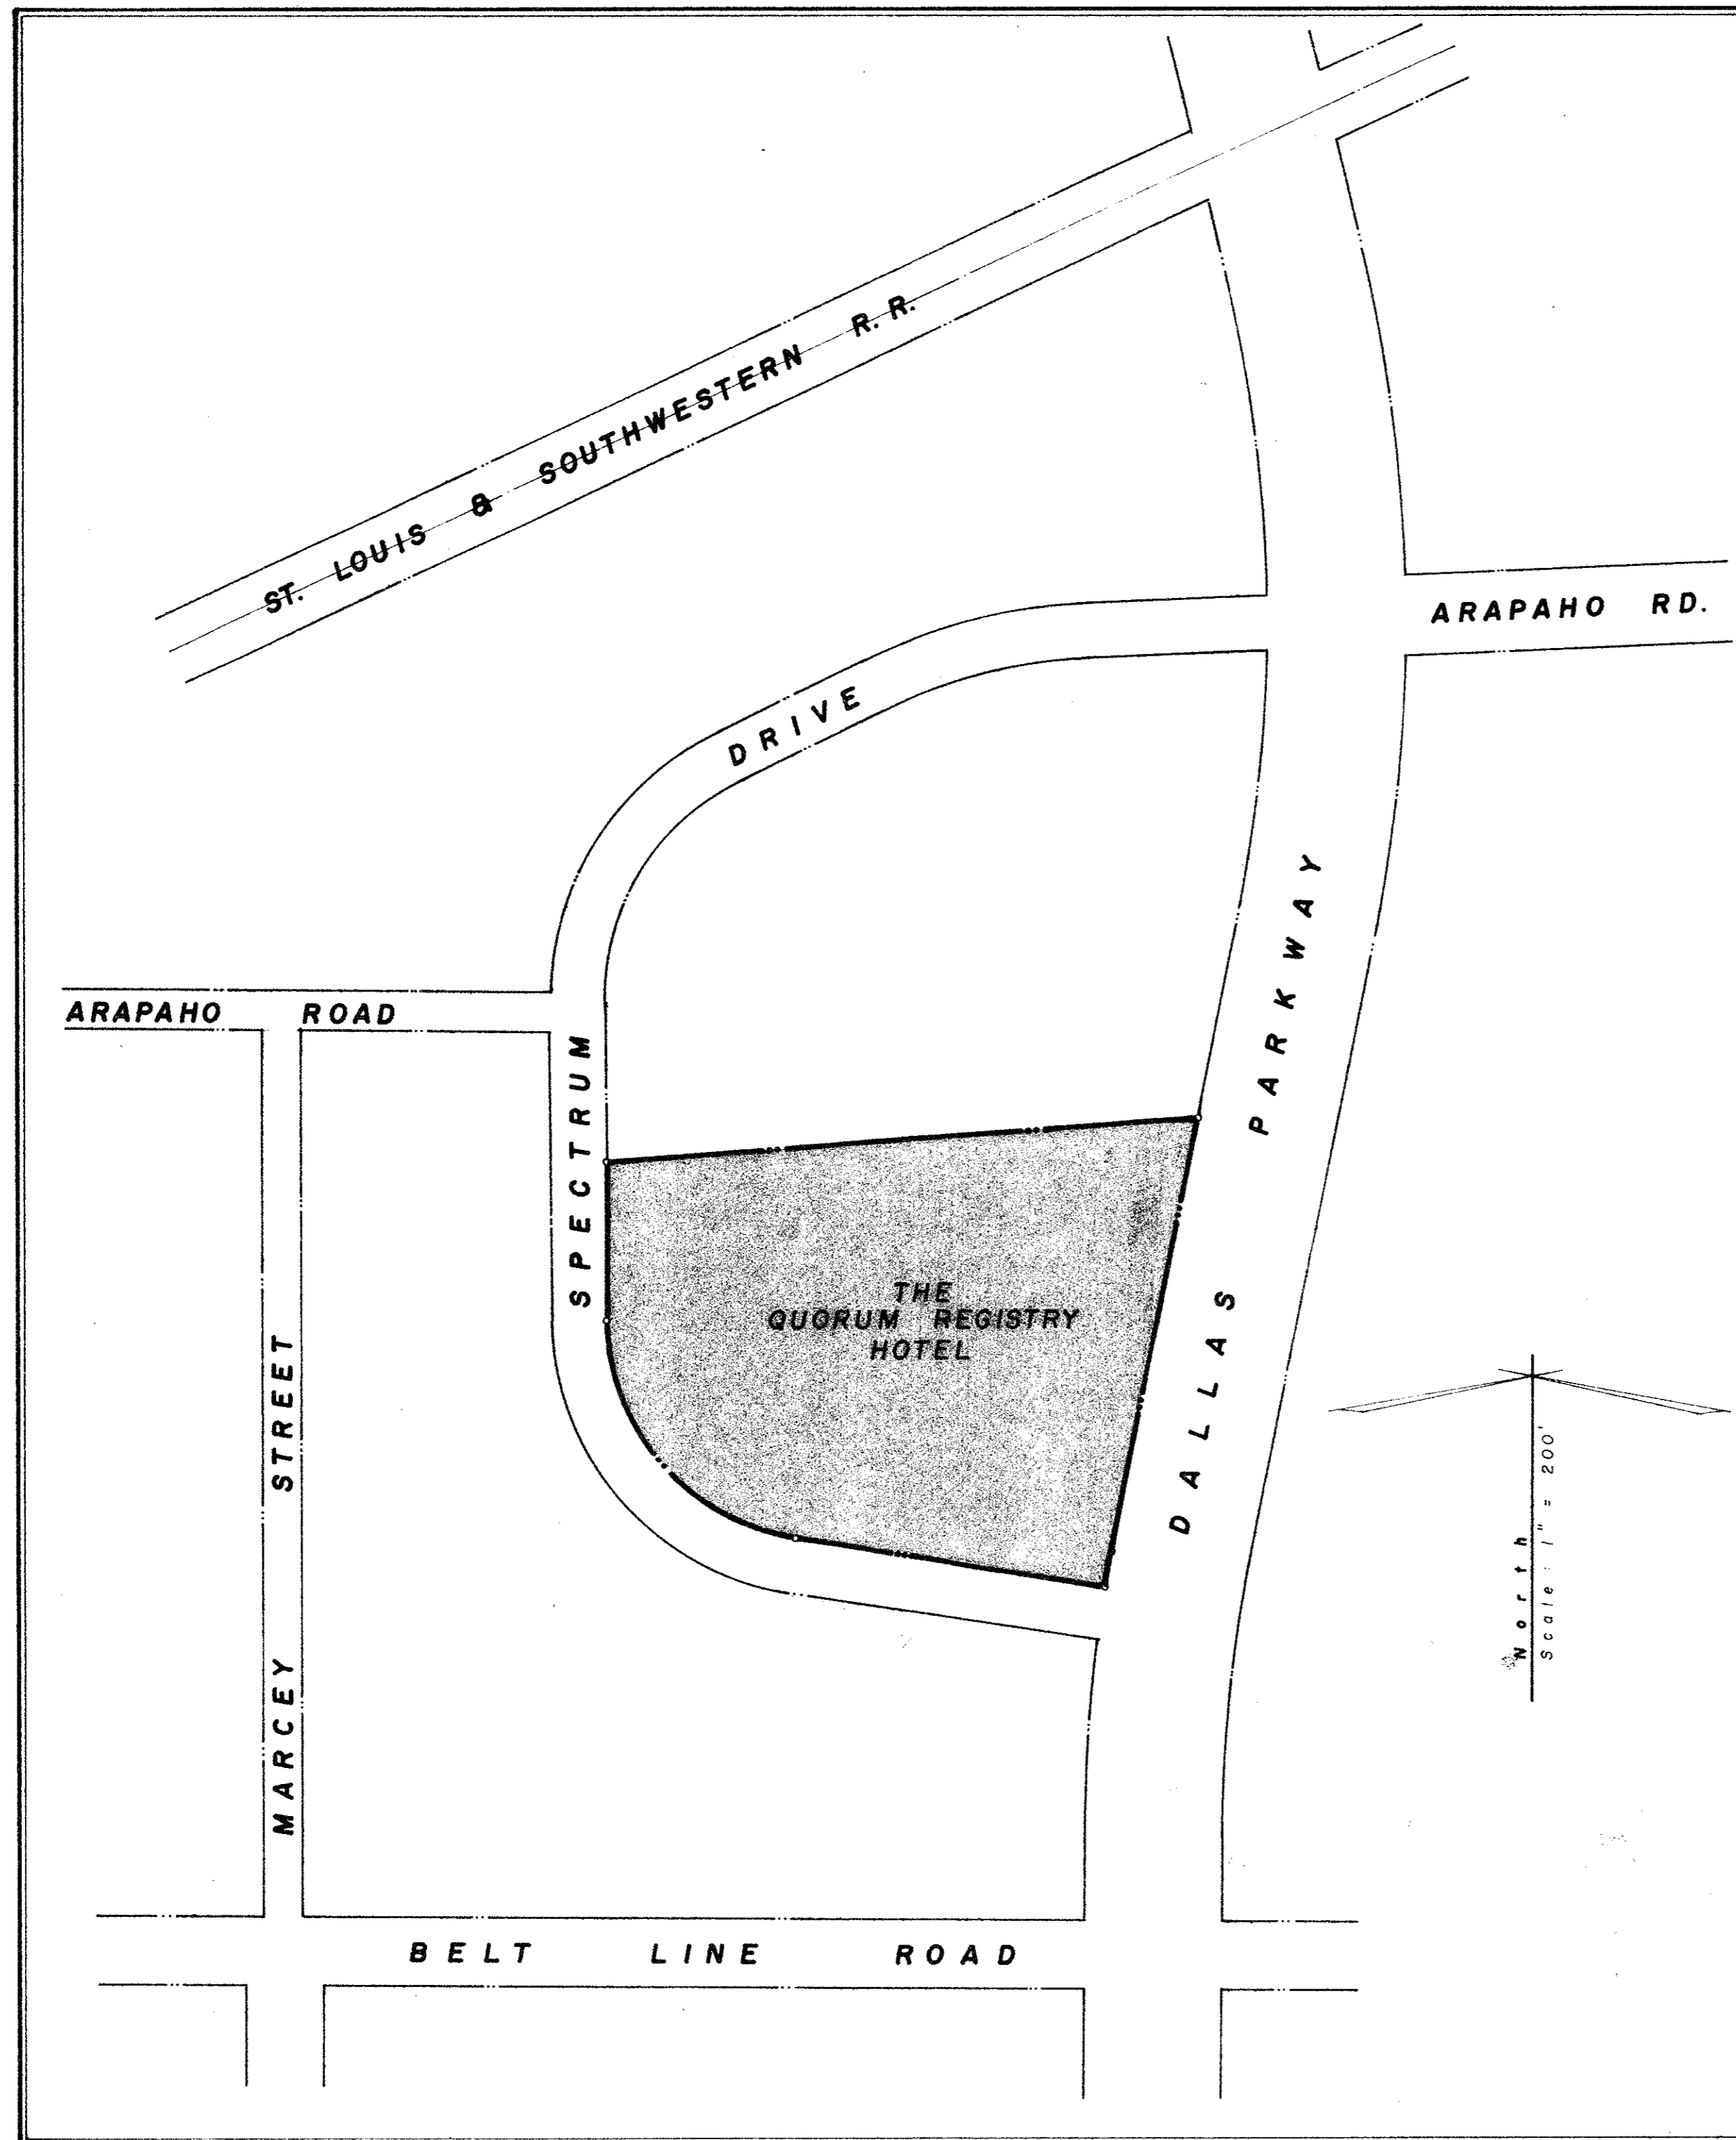 ST. LOUIS & SOUTHWESTERN R. R.
ARAPAHO RD.
DRIVE
DALLAS PARKWAY
ARAPAHO ROAD
SPECTRUM
THE
QUORUM REGISTRY
HOTEL
MARCEY STREET
North
Scale : 1" = 200'
BELT LINE ROAD